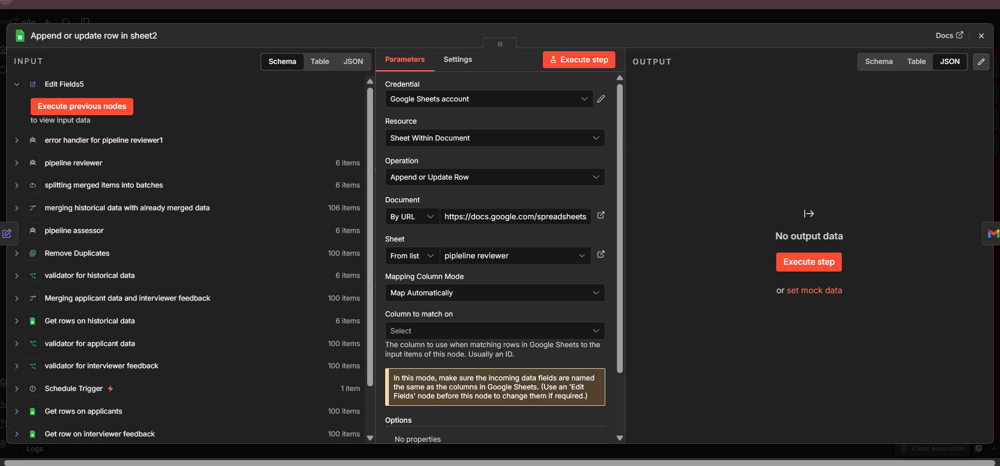 n8n
Append or update row in sheet2
Docs
INPUT
Schema
Table
JSON
Edit Fields5
Execute previous nodes
to view input data
error handler for pipeline reviewer1
pipeline reviewer
6 items
splitting merged items into batches
6 items
merging historical data with already merged data
106 items
pipeline assessor
6 items
Remove Duplicates
100 items
validator for historical data
6 items
Merging applicant data and interviewer feedback
100 items
Get rows on historical data
6 items
validator for applicant data
100 items
validator for interviewer feedback
100 items
Schedule Trigger
1 item
Get rows on applicants
100 items
Get row on interviewer feedback
100 items
Parameters
Settings
Execute step
Credential
Google Sheets account
Resource
Sheet Within Document
Operation
Append or Update Row
Document
By URL
https://docs.google.com/spreadsheets
Sheet
From list
pipleline reviewer
Mapping Column Mode
Map Automatically
Column to match on
Select
The column to use when matching rows in Google Sheets to the
input items of this node. Usually an ID.
In this mode, make sure the incoming data fields are named
the same as the columns in Google Sheets. (Use an 'Edit
Fields' node before this node to change them if required.)
Options
No properties
OUTPUT
Schema
Table
JSON
No output data
Execute step
or set mock data
Logs
Clear execution